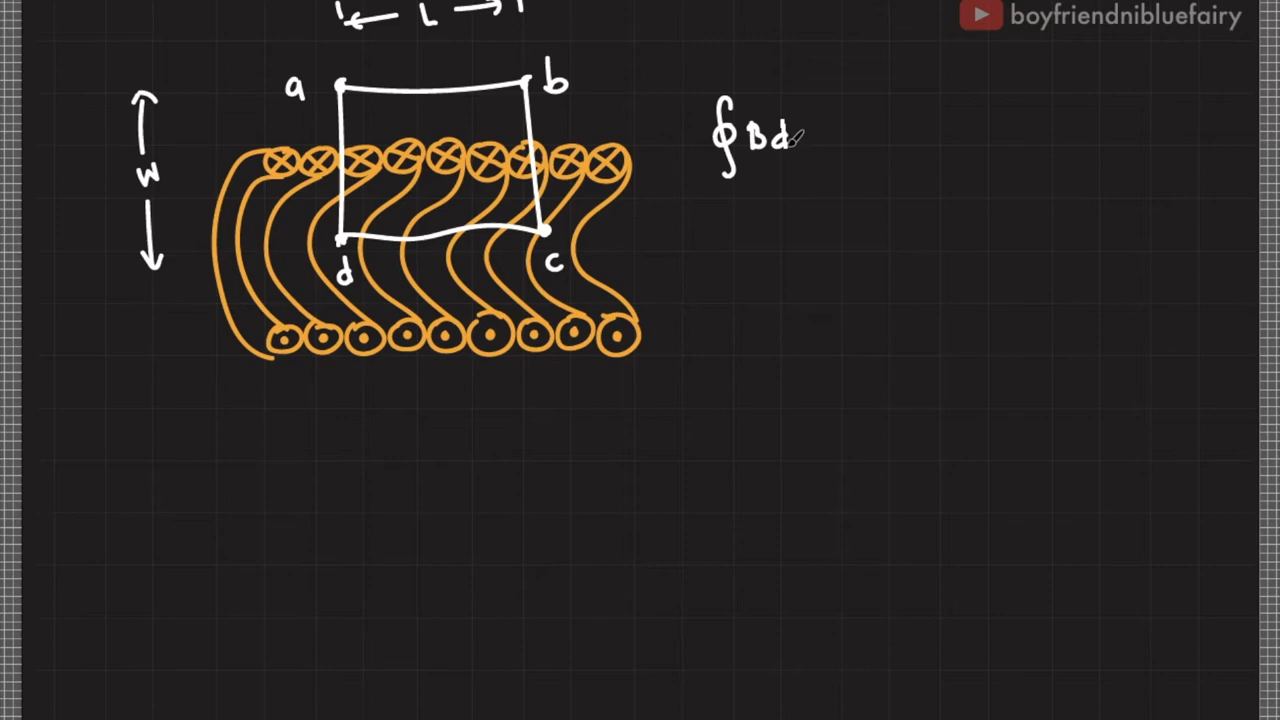 ← L →
boyfriendnibluefairy
a
b
W
∮Bd
d
c